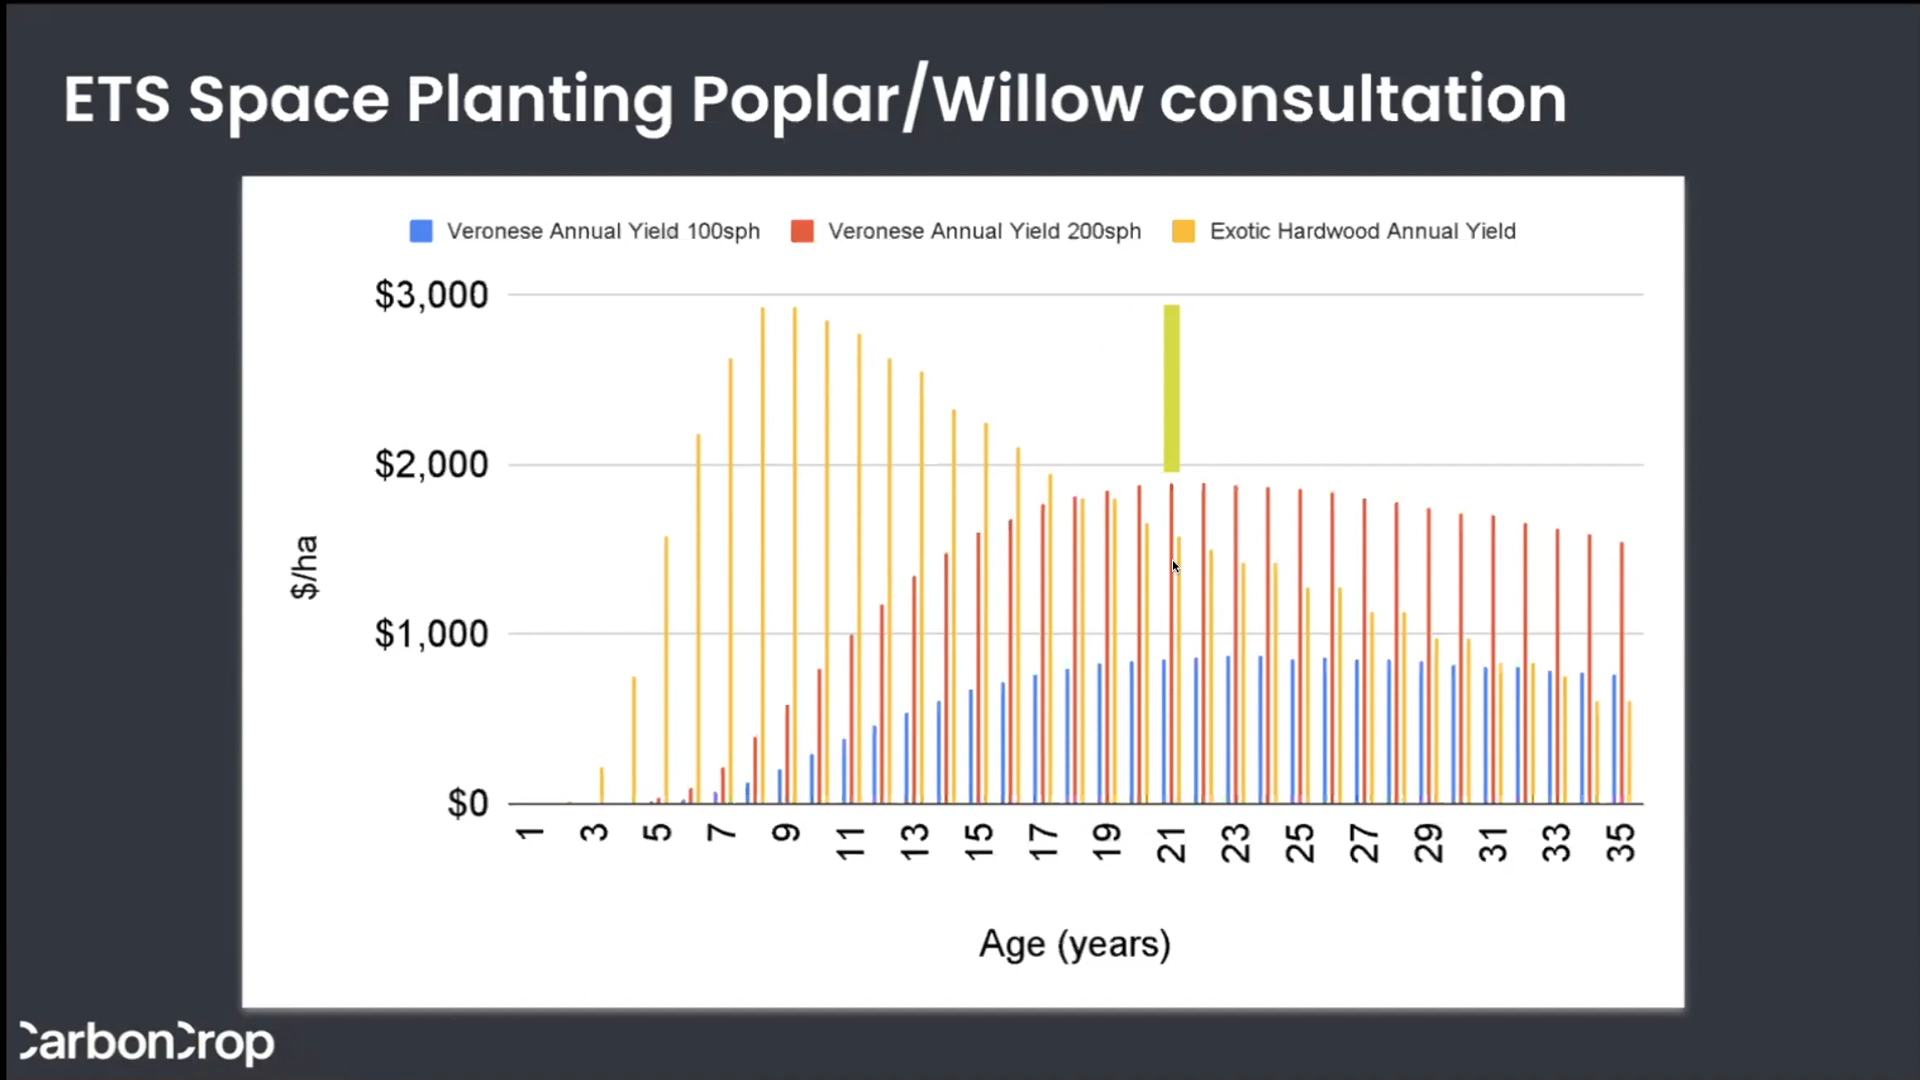 ETS Space Planting Poplar/Willow consultation
Veronese Annual Yield 100sph Veronese Annual Yield 200sph Exotic Hardwood Annual Yield
$3,000
$2,000
$1,000
$0
$/ha
1 3 5 7 9 11 13 15 17 19 21 23 25 27 29 31 33 35
Age (years)
CarbonCrop